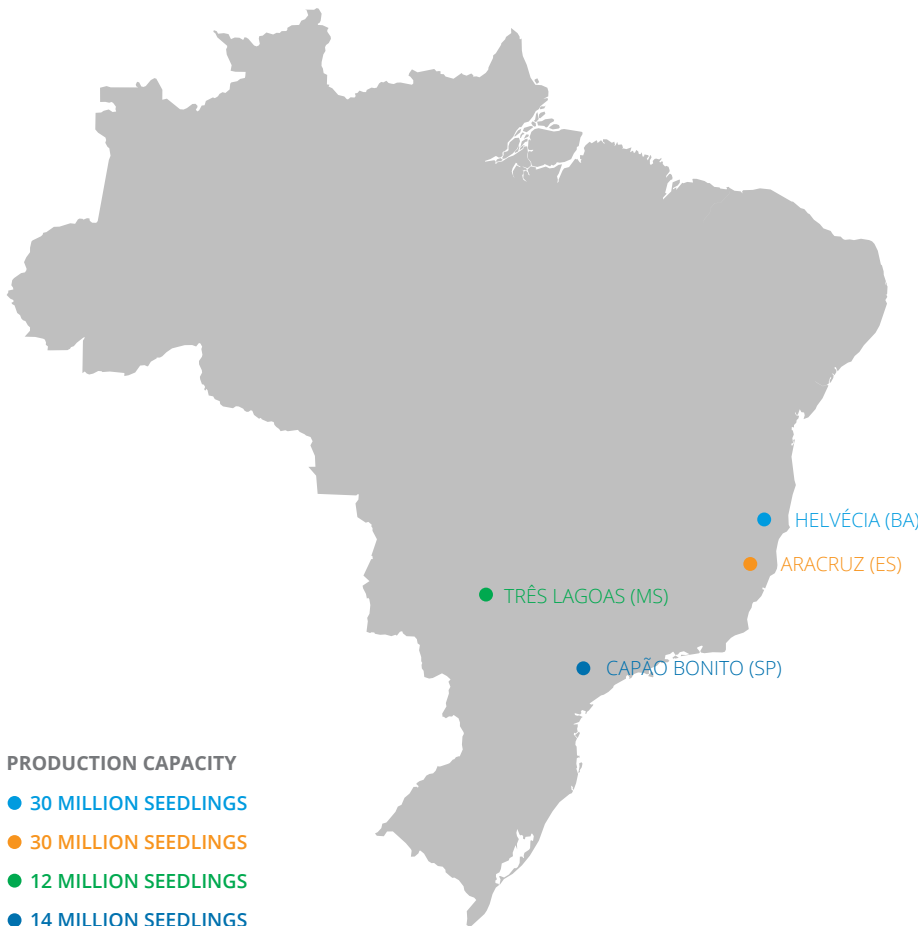 HELVÉCIA (BA)
ARACRUZ (ES)
TRÊS LAGOAS (MS)
CAPÃO BONITO (SP)
PRODUCTION CAPACITY
30 MILLION SEEDLINGS
30 MILLION SEEDLINGS
12 MILLION SEEDLINGS
14 MILLION SEEDLINGS